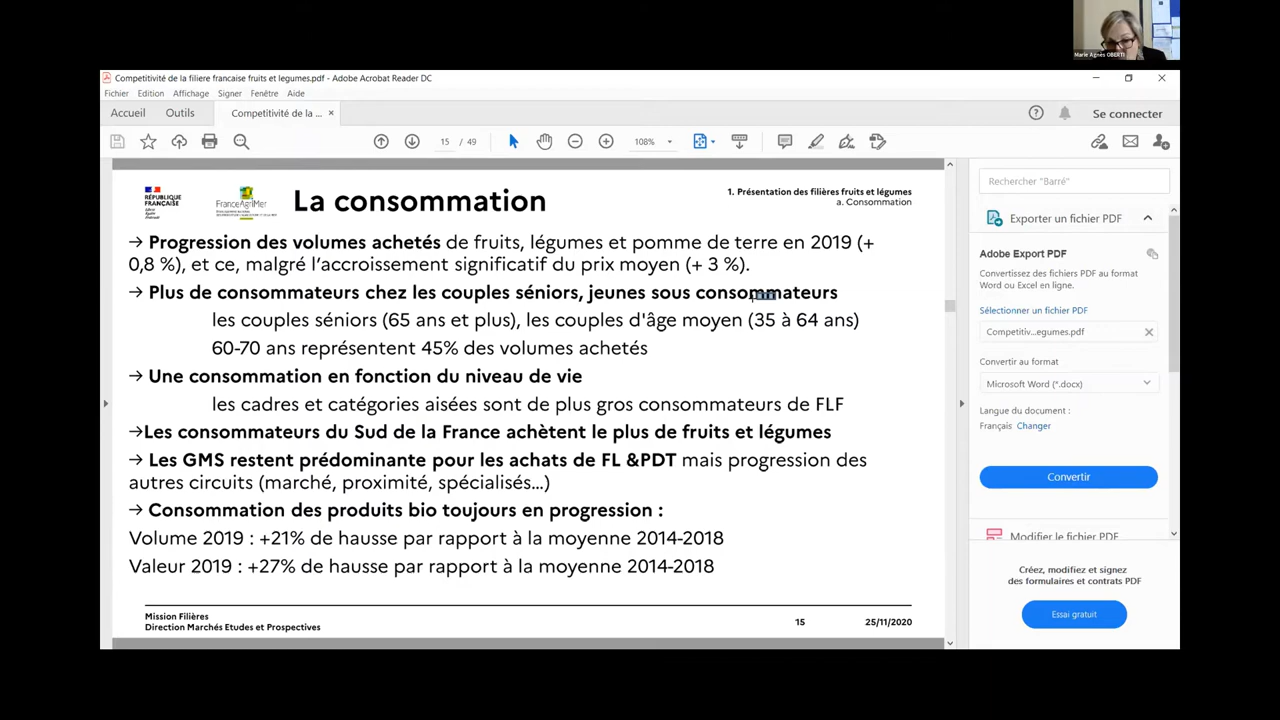 Marie Agnès OBERTI
Competitivité de la filiere francaise fruits et legumes.pdf - Adobe Acrobat Reader DC
Fichier Edition Affichage Signer Fenêtre Aide
Accueil Outils Competitivité de la ... × Se connecter
15 / 49 108%
RÉPUBLIQUE
FRANÇAISE
FranceAgriMer
La consommation
1. Présentation des filières fruits et légumes
a. Consommation
→ Progression des volumes achetés de fruits, légumes et pomme de terre en 2019 (+
0,8 %), et ce, malgré l’accroissement significatif du prix moyen (+ 3 %).
→ Plus de consommateurs chez les couples séniors, jeunes sous consommateurs
les couples séniors (65 ans et plus), les couples d'âge moyen (35 à 64 ans)
60-70 ans représentent 45% des volumes achetés
→ Une consommation en fonction du niveau de vie
les cadres et catégories aisées sont de plus gros consommateurs de FLF
→Les consommateurs du Sud de la France achètent le plus de fruits et légumes
→ Les GMS restent prédominante pour les achats de FL &PDT mais progression des
autres circuits (marché, proximité, spécialisés…)
→ Consommation des produits bio toujours en progression :
Volume 2019 : +21% de hausse par rapport à la moyenne 2014-2018
Valeur 2019 : +27% de hausse par rapport à la moyenne 2014-2018
Mission Filières
Direction Marchés Etudes et Prospectives
15 25/11/2020
Rechercher "Barré"
Exporter un fichier PDF
Adobe Export PDF
Convertissez des fichiers PDF au format
Word ou Excel en ligne.
Sélectionner un fichier PDF
Competitiv...egumes.pdf
Convertir au format
Microsoft Word (*.docx)
Langue du document :
Français Changer
Convertir
Modifier le fichier PDF
Créez, modifiez et signez
des formulaires et contrats PDF
Essai gratuit